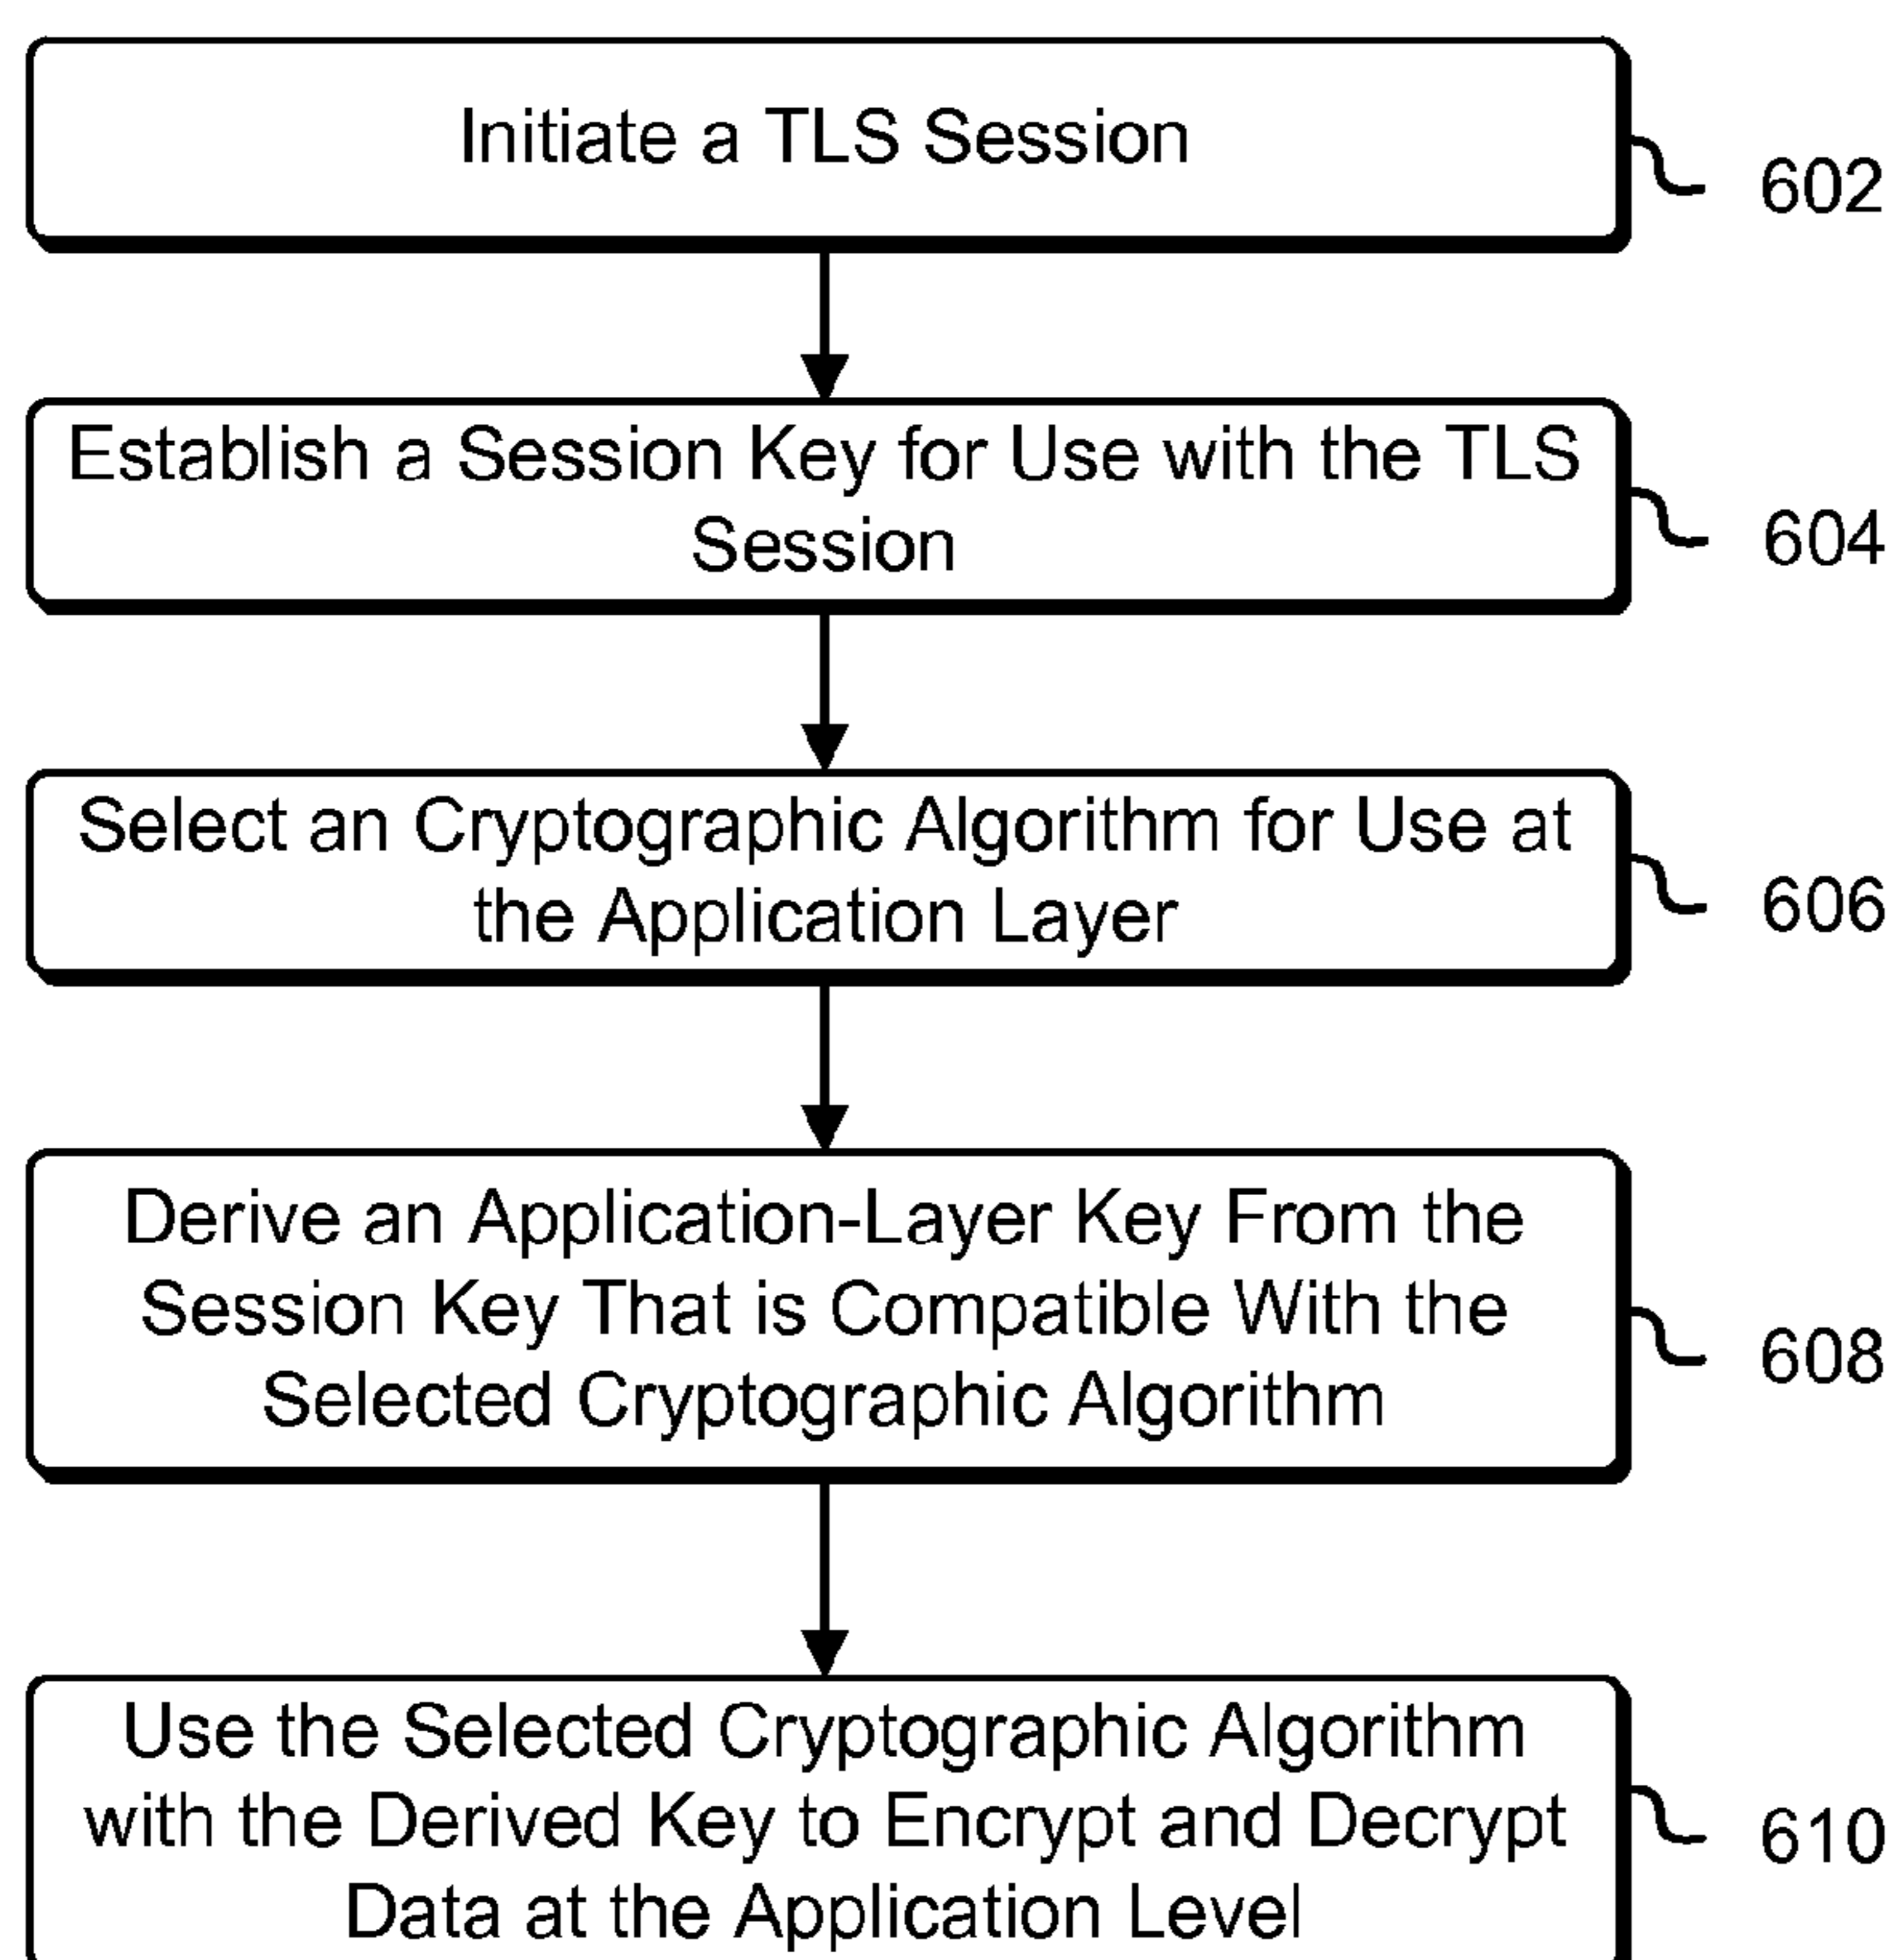 Initiate a TLS Session
602
Establish a Session Key for Use with the TLS
Session
604
Select an Cryptographic Algorithm for Use at
the Application Layer
606
Derive an Application-Layer Key From the
Session Key That is Compatible With the
Selected Cryptographic Algorithm
608
Use the Selected Cryptographic Algorithm
with the Derived Key to Encrypt and Decrypt
Data at the Application Level
610